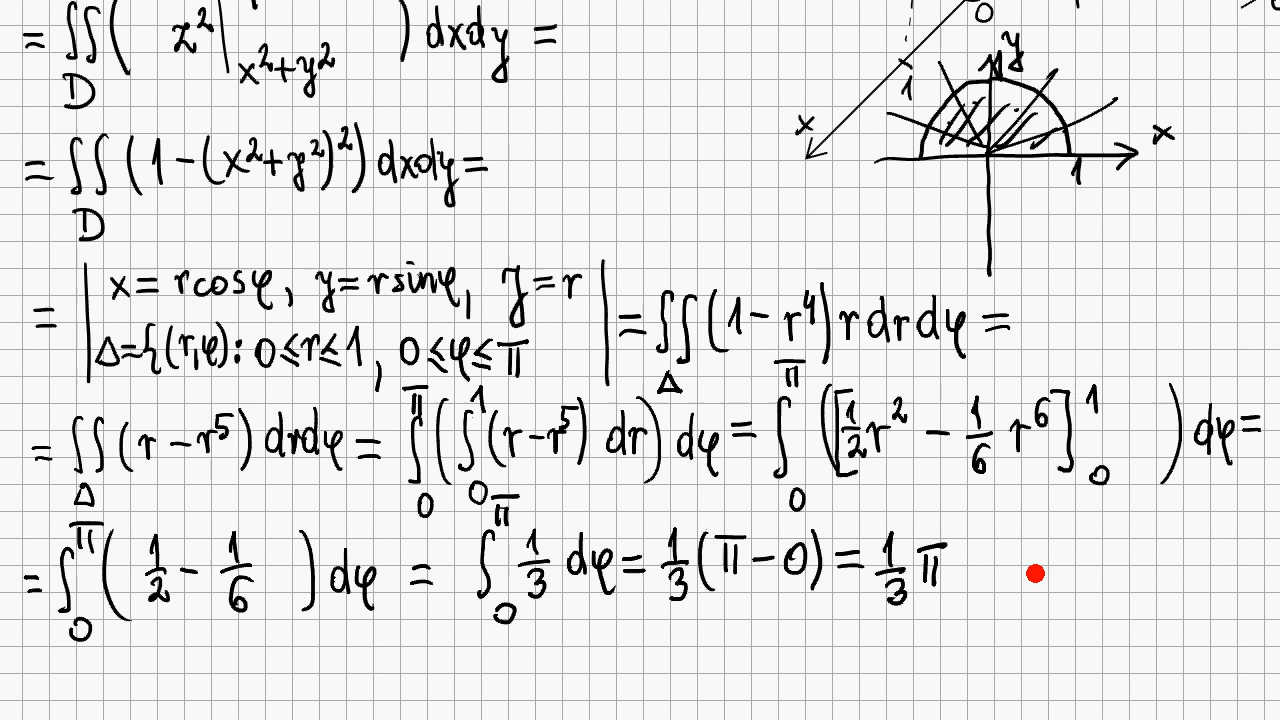 = ∬_D ( z² |_{x²+y²} ) dxdy =
= ∬_D (1 − (x²+y²)²) dxdy =
= | x = r cos φ, y = r sin φ, J = r
Δ = {(r,φ): 0 ≤ r ≤ 1, 0 ≤ φ ≤ π | = ∬_Δ (1 − r⁴) r dr dφ =
= ∬_Δ (r − r⁵) dr dφ = ∫_0^π ( ∫_0^1 (r − r⁵) dr ) dφ = ∫_0^π ( [ 1/2 r² − 1/6 r⁶ ]_0^1 ) dφ =
= ∫_0^π ( 1/2 − 1/6 ) dφ = ∫_0^π 1/3 dφ = 1/3 (π − 0) = 1/3 π
0
x
1
y
x
1